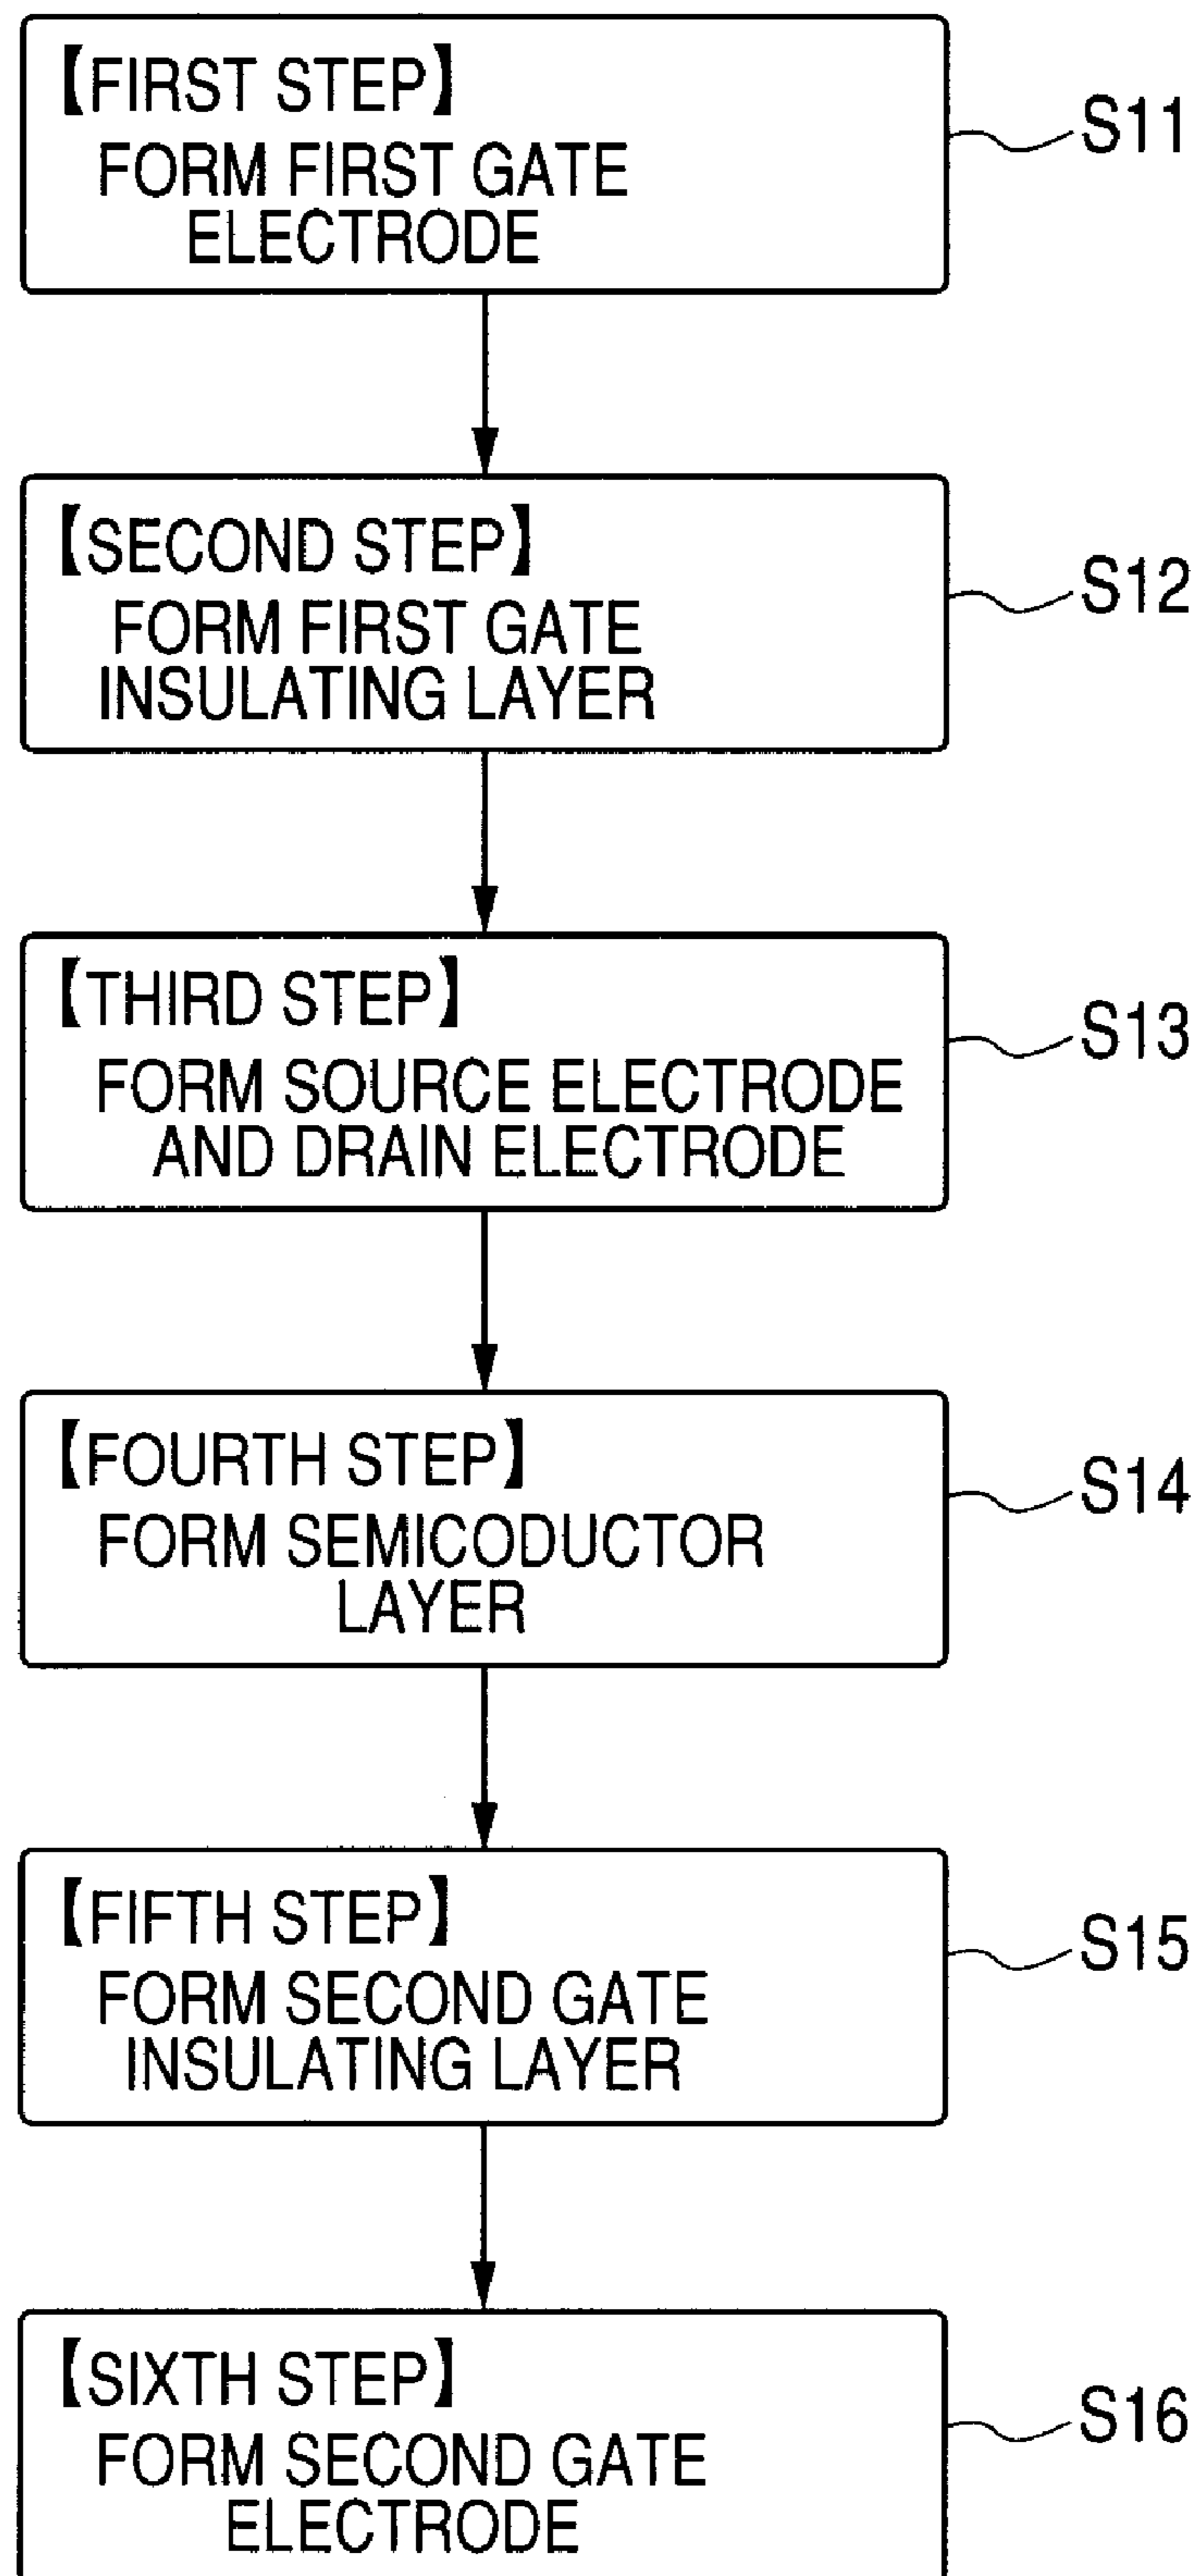 【FIRST STEP】
FORM FIRST GATE
ELECTRODE
S11
【SECOND STEP】
FORM FIRST GATE
INSULATING LAYER
S12
【THIRD STEP】
FORM SOURCE ELECTRODE
AND DRAIN ELECTRODE
S13
【FOURTH STEP】
FORM SEMICODUCTOR
LAYER
S14
【FIFTH STEP】
FORM SECOND GATE
INSULATING LAYER
S15
【SIXTH STEP】
FORM SECOND GATE
ELECTRODE
S16